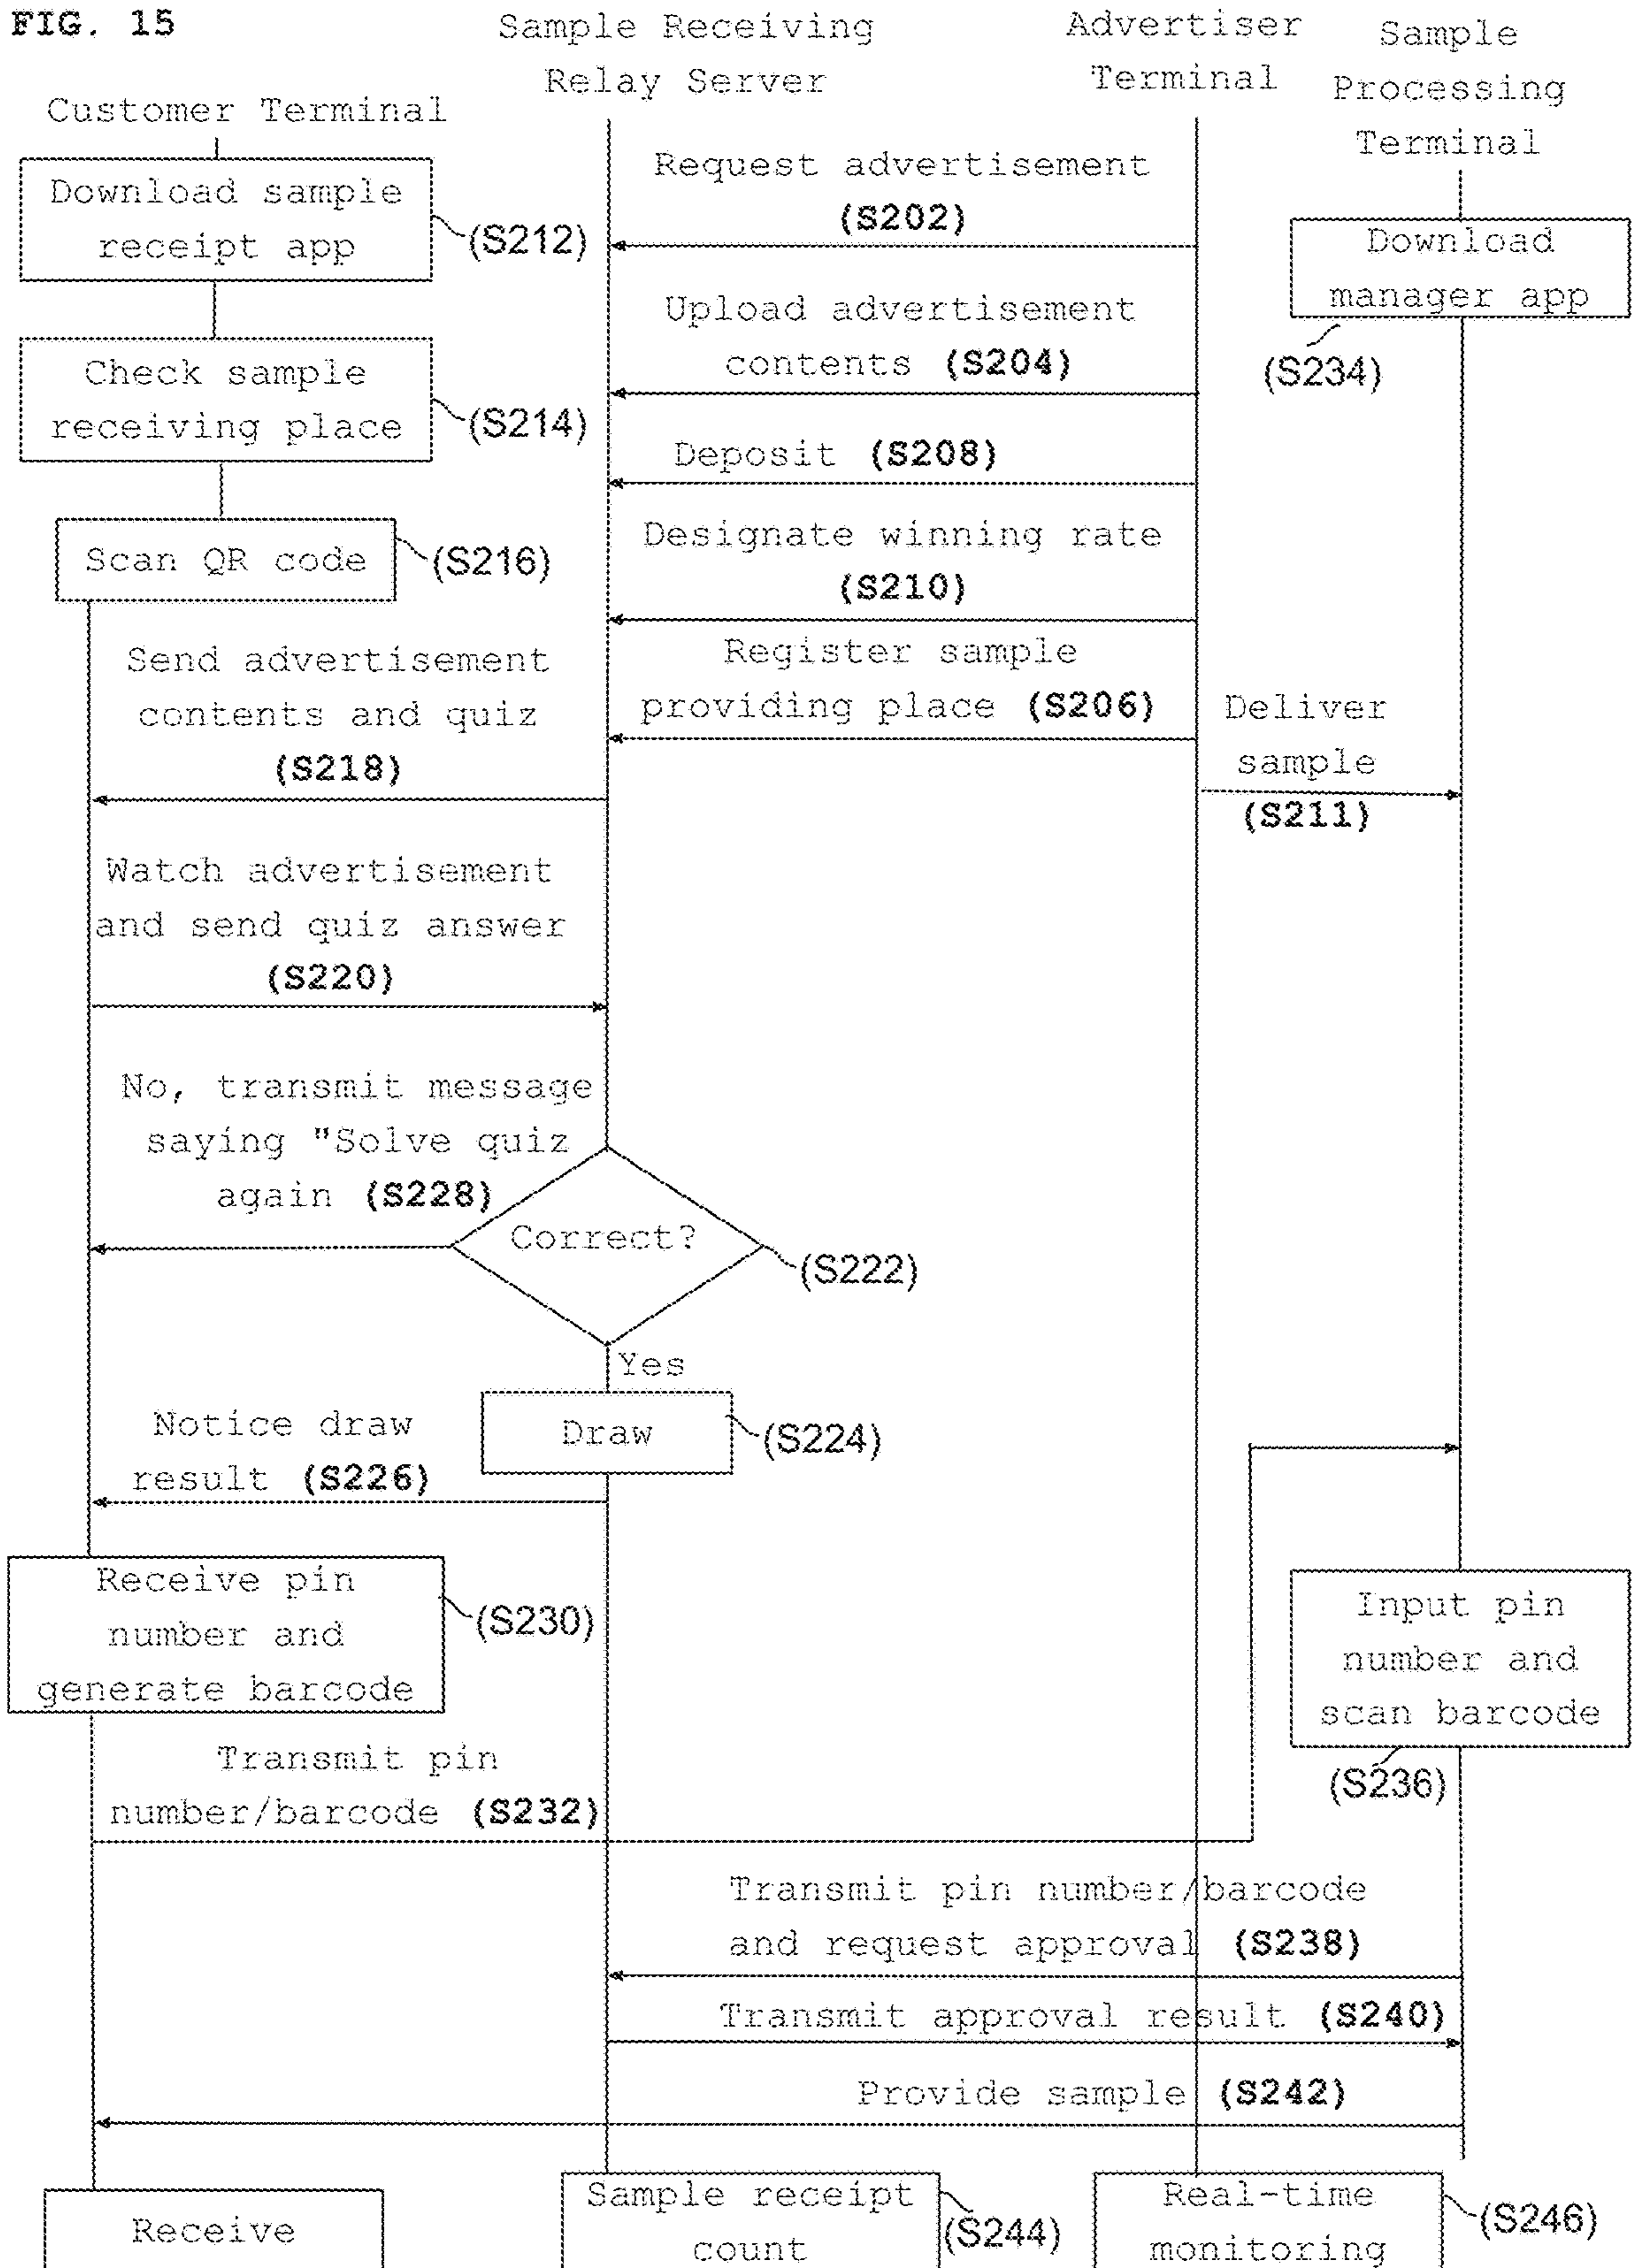 FIG. 15
Sample Receiving
Relay Server
Advertiser
Terminal
Sample
Processing
Terminal
Customer Terminal
Download sample
receipt app
(S212)
Request advertisement
(S202)
Download
manager app
(S234)
Upload advertisement
contents (S204)
Check sample
receiving place
(S214)
Deposit (S208)
Scan QR code
(S216)
Designate winning rate
(S210)
Register sample
providing place (S206)
Send advertisement
contents and quiz
(S218)
Deliver
sample
(S211)
Watch advertisement
and send quiz answer
(S220)
No, transmit message
saying "Solve quiz
again (S228)
Correct?
(S222)
Yes
Draw
(S224)
Notice draw
result (S226)
Receive pin
number and
generate barcode
(S230)
Input pin
number and
scan barcode
(S236)
Transmit pin
number/barcode (S232)
Transmit pin number/barcode
and request approval (S238)
Transmit approval result (S240)
Provide sample (S242)
Receive
Sample receipt
count
(S244)
Real-time
monitoring
(S246)